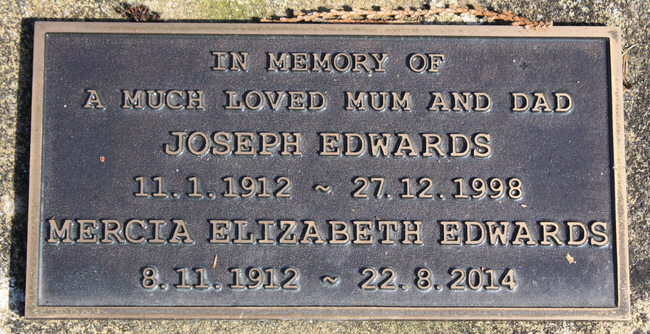 IN MEMORY OF
A MUCH LOVED MUM AND DAD
JOSEPH EDWARDS
11.1.1912 ~ 27.12.1998
MERCIA ELIZABETH EDWARDS
8.11.1912 ~ 22.8.2014